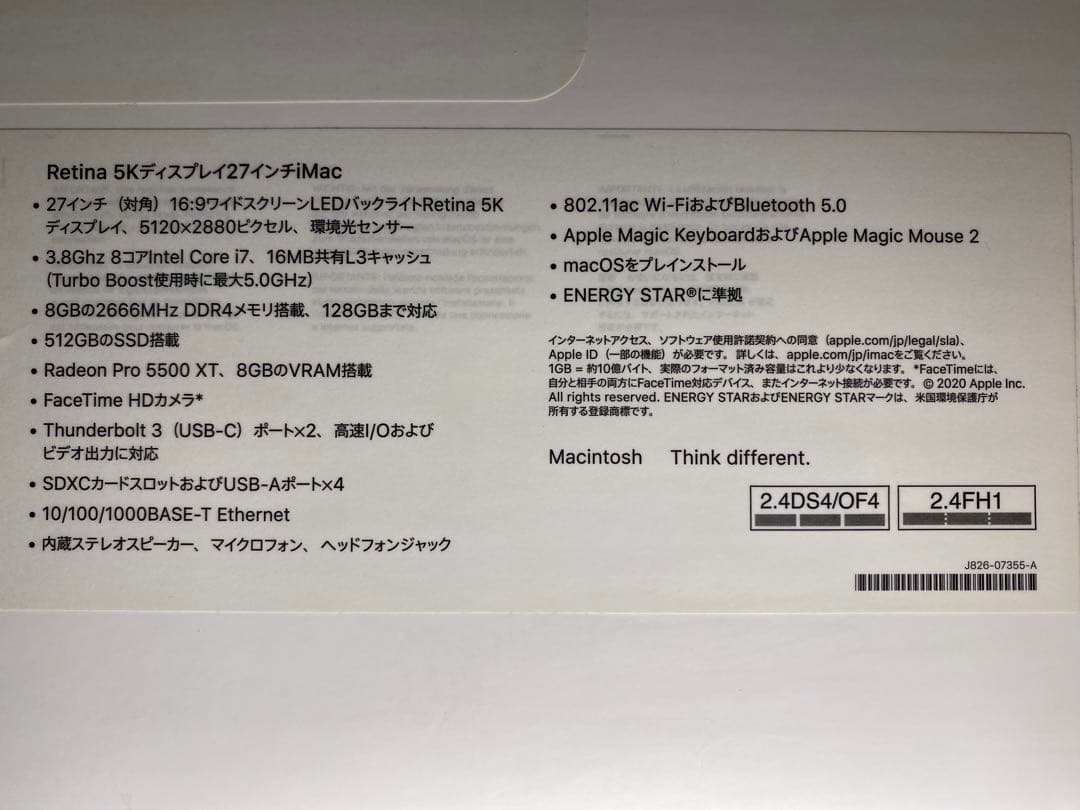 Retina 5Kディスプレイ27インチiMac
• 27インチ（対角）16:9ワイドスクリーンLEDバックライトRetina 5K
ディスプレイ、5120×2880ピクセル、環境光センサー
• 3.8Ghz 8コアIntel Core i7、16MB共有L3キャッシュ
(Turbo Boost使用時に最大5.0GHz)
• 8GBの2666MHz DDR4メモリ搭載、128GBまで対応
• 512GBのSSD搭載
• Radeon Pro 5500 XT、8GBのVRAM搭載
• FaceTime HDカメラ*
• Thunderbolt 3（USB-C）ポート×2、高速I/Oおよび
ビデオ出力に対応
• SDXCカードスロットおよびUSB-Aポート×4
• 10/100/1000BASE-T Ethernet
• 内蔵ステレオスピーカー、マイクロフォン、ヘッドフォンジャック
• 802.11ac Wi-FiおよびBluetooth 5.0
• Apple Magic KeyboardおよびApple Magic Mouse 2
• macOSをプレインストール
• ENERGY STAR®に準拠
インターネットアクセス、ソフトウェア使用許諾契約への同意（apple.com/jp/legal/sla)、
Apple ID（一部の機能）が必要です。詳しくは、apple.com/jp/imacをご覧ください。
1GB = 約10億バイト、実際のフォーマット済み容量はこれより少なくなります。*FaceTimeには、
自分と相手の両方にFaceTime対応デバイス、またインターネット接続が必要です。© 2020 Apple Inc.
All rights reserved. ENERGY STARおよびENERGY STARマークは、米国環境保護庁が
所有する登録商標です。
Macintosh Think different.
2.4DS4/OF4 2.4FH1
J826-07355-A